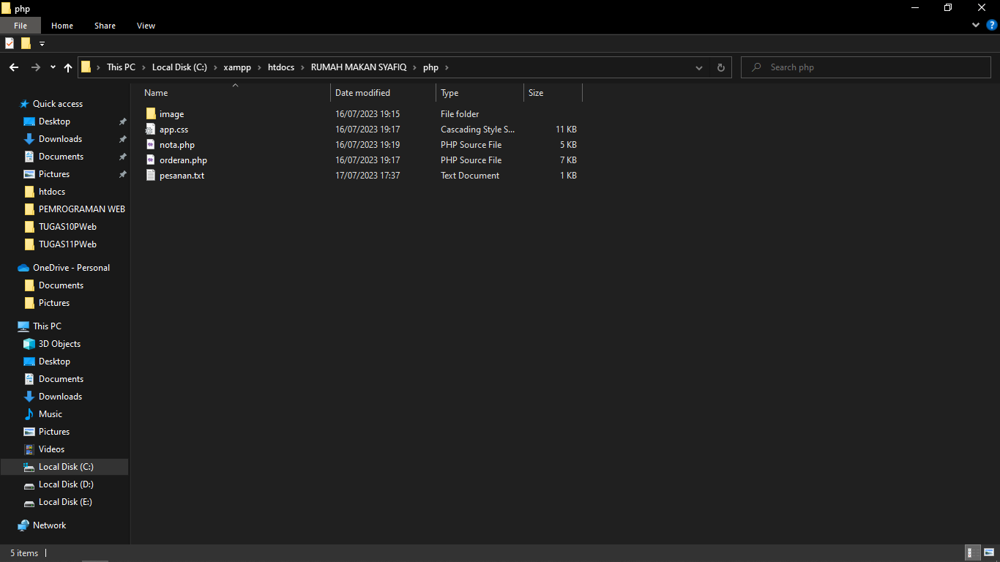 php
File Home Share View
This PC Local Disk (C:) xampp htdocs RUMAH MAKAN SYAFIQ php
Search php
Name Date modified Type Size
image 16/07/2023 19:15 File folder
app.css 16/07/2023 19:17 Cascading Style S... 11 KB
nota.php 16/07/2023 19:19 PHP Source File 5 KB
orderan.php 16/07/2023 19:17 PHP Source File 7 KB
pesanan.txt 17/07/2023 17:37 Text Document 1 KB
Quick access
Desktop
Downloads
Documents
Pictures
htdocs
PEMROGRAMAN WEB
TUGAS10PWeb
TUGAS11PWeb
OneDrive - Personal
Documents
Pictures
This PC
3D Objects
Desktop
Documents
Downloads
Music
Pictures
Videos
Local Disk (C:)
Local Disk (D:)
Local Disk (E:)
Network
5 items